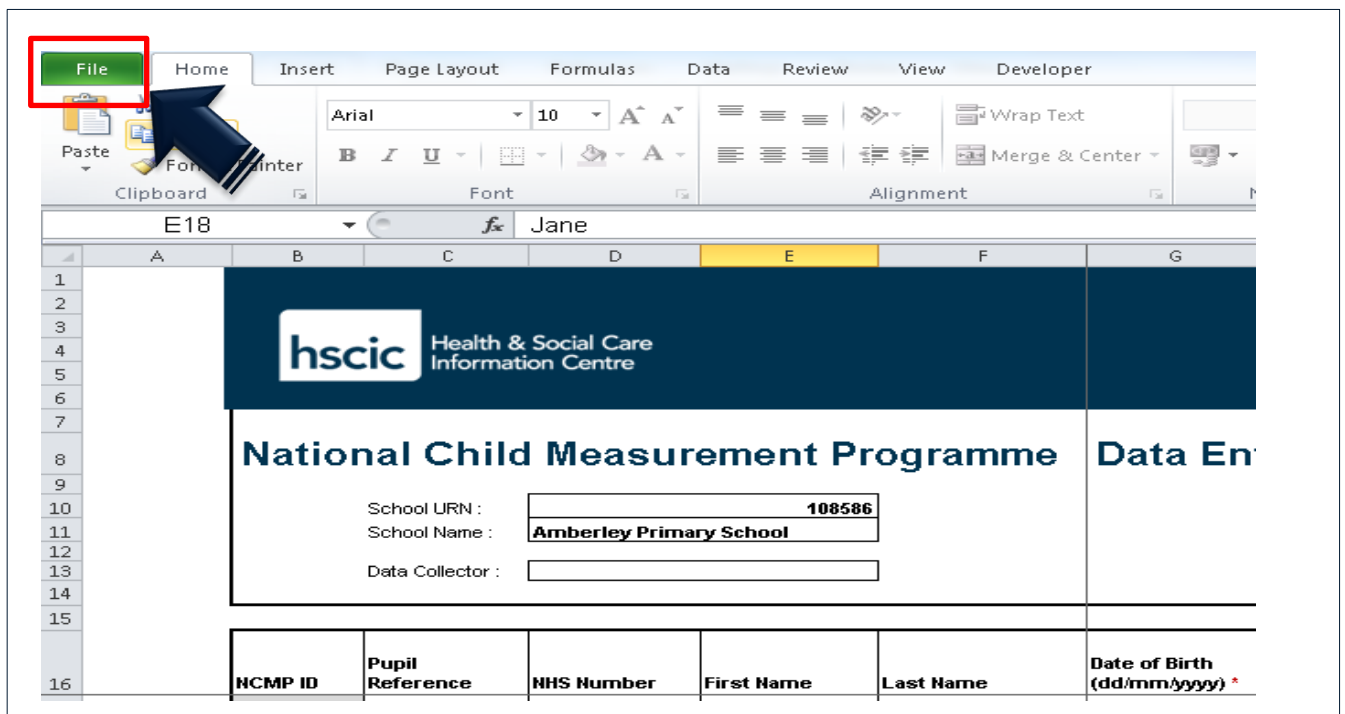 File Home Insert Page Layout Formulas Data Review View Developer
Arial 10 A A Wrap Text
Paste Painter B I U A Merge & Center
Clipboard Font Alignment
E18 fx Jane
A B C D E F G
1
2
3
hscic Health & Social Care
4
Information Centre
5
6
7
8 National Child Measurement Programme Data En
9
10 School URN : 108586
11 School Name : Amberley Primary School
12
13 Data Collector :
14
15
Pupil Date of Birth
16 NCMP ID Reference NHS Number First Name Last Name (dd/mm/yyyy) *